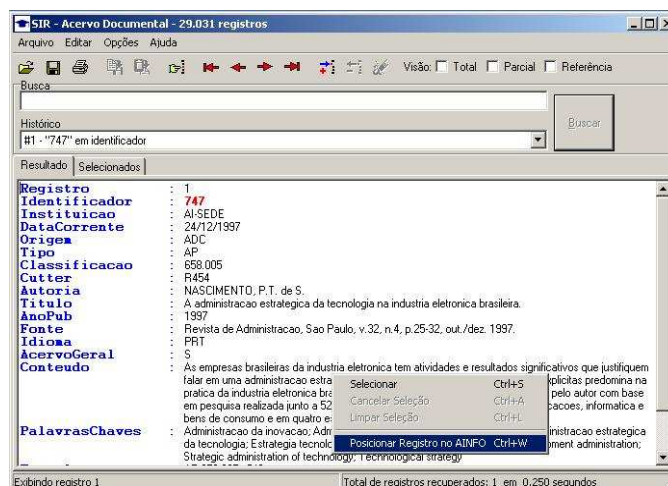 SIR - Acervo Documental - 29.031 registros
Arquivo Editar Opções Ajuda
Visão: Total Parcial Referência
Busca
Histórico
#1 - "747" em identificador
Buscar
Resultado Selecionados
Registro : 1
Identificador : 747
Instituicao : AI-SEDE
DataCorrente : 24/12/1997
Origem : ADC
Tipo : AP
Classificacao : 658.005
Cutter : R454
Autoria : NASCIMENTO, P.T. de S.
Titulo : A administracao estrategica da tecnologia na industria eletronica brasileira.
AnoPub : 1997
Fonte : Revista de Administracao, Sao Paulo, v.32, n.4, p.25-32, out./dez. 1997.
Idioma : PRT
AcervoGeral : S
Conteudo : As empresas brasileiras da industria eletronica tem atividades e resultados significativos que justifiquem
falar em uma administracao estra xplicitas predomina na
pratica da industria eletronica bra pelo autor com base
em pesquisa realizada junto a 52 cacoes, informatica e
bens de consumo e em quatro e
PalavrasChaves : Administracao da inovacao; Adm inistracao estrategica
da tecnologia; Estrategia tecnolo oment administration;
Strategic administration of technology; Technological strategy
Selecionar Ctrl+S
Cancelar Seleção Ctrl+A
Limpar Seleção Ctrl+L
Posicionar Registro no AINFO Ctrl+W
Exibindo registro 1 Total de registros recuperados: 1 em 0,250 segundos